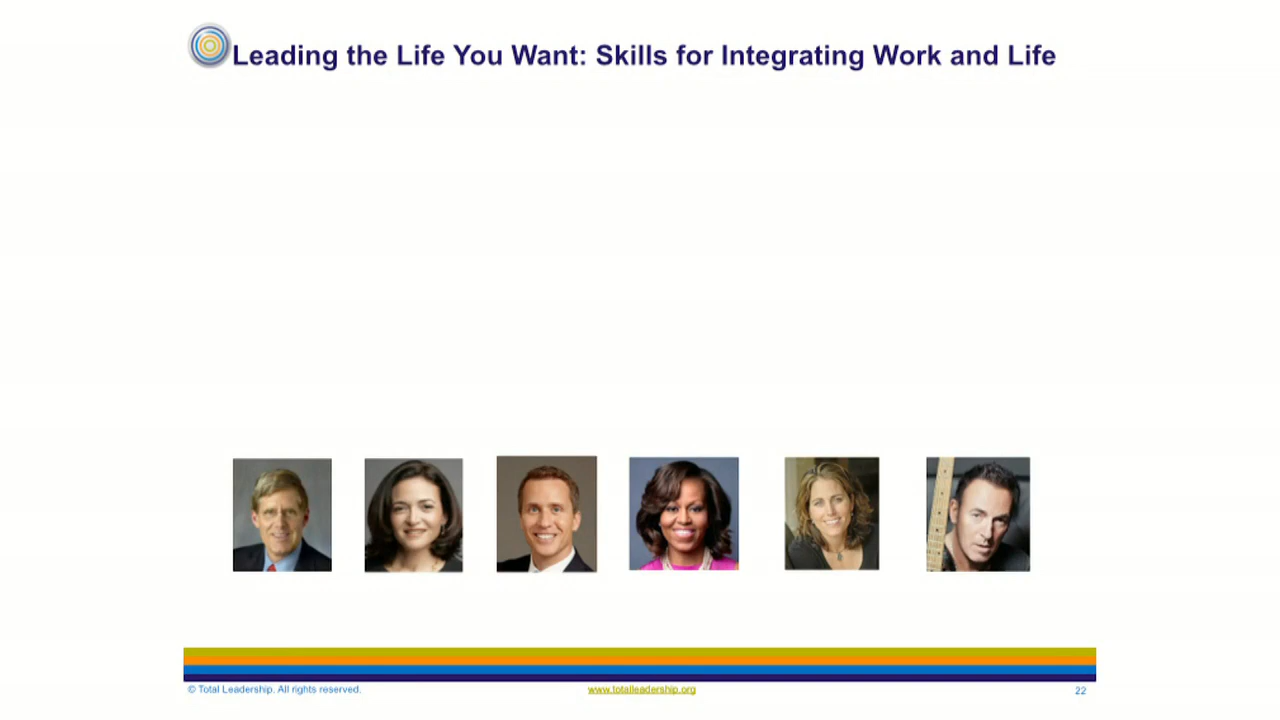 Leading the Life You Want: Skills for Integrating Work and Life
© Total Leadership. All rights reserved.
www.totalleadership.org
22